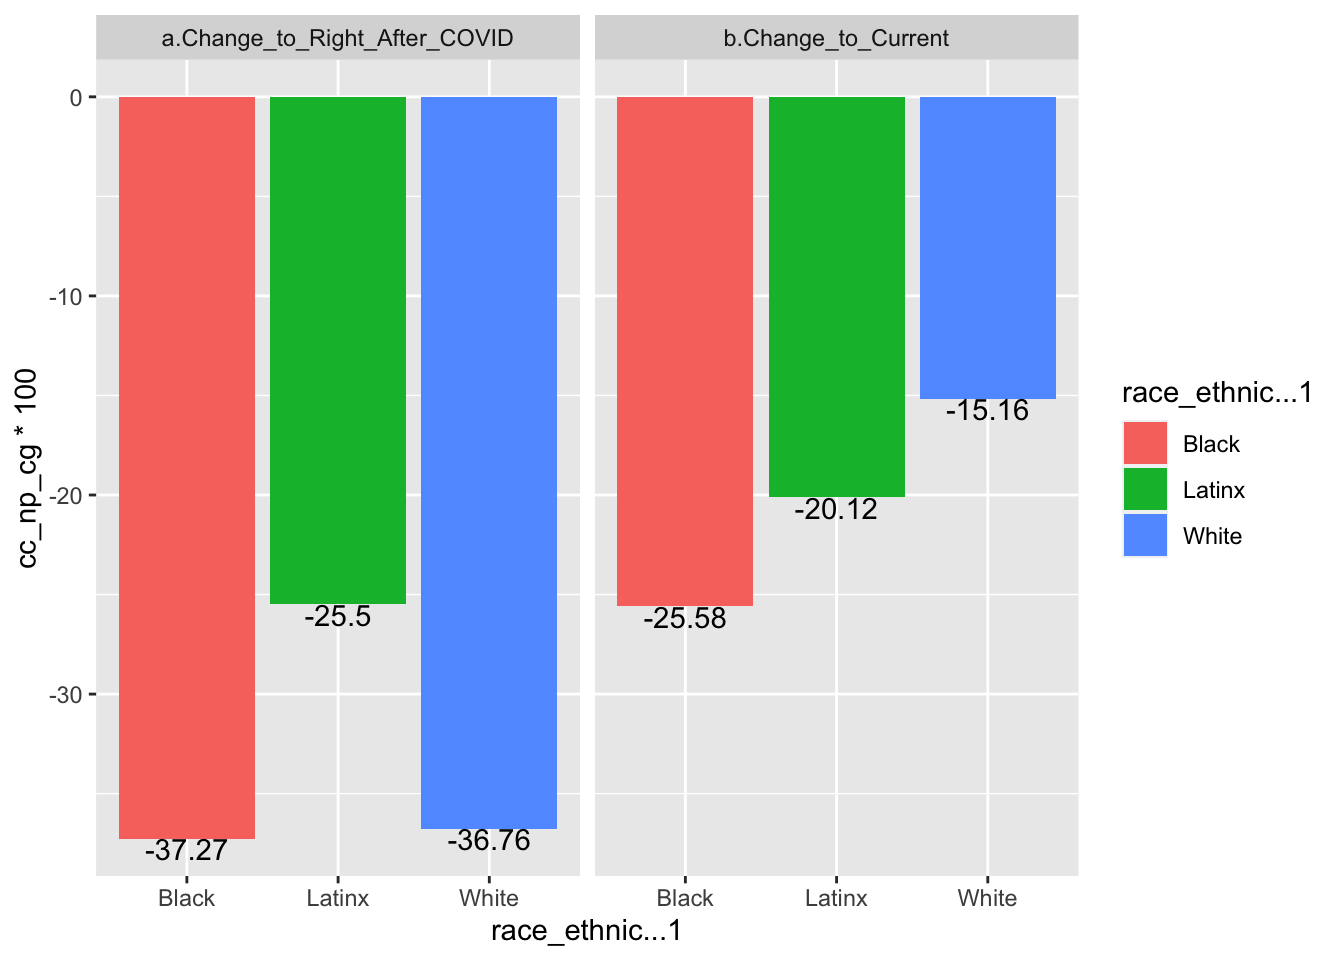 a.Change_to_Right_After_COVID
b.Change_to_Current
cc_np_cg * 100
0
-10
-20
-30
-37.27
-25.5
-36.76
-25.58
-20.12
-15.16
Black
Latinx
White
Black
Latinx
White
race_ethnic...1
race_ethnic...1
Black
Latinx
White